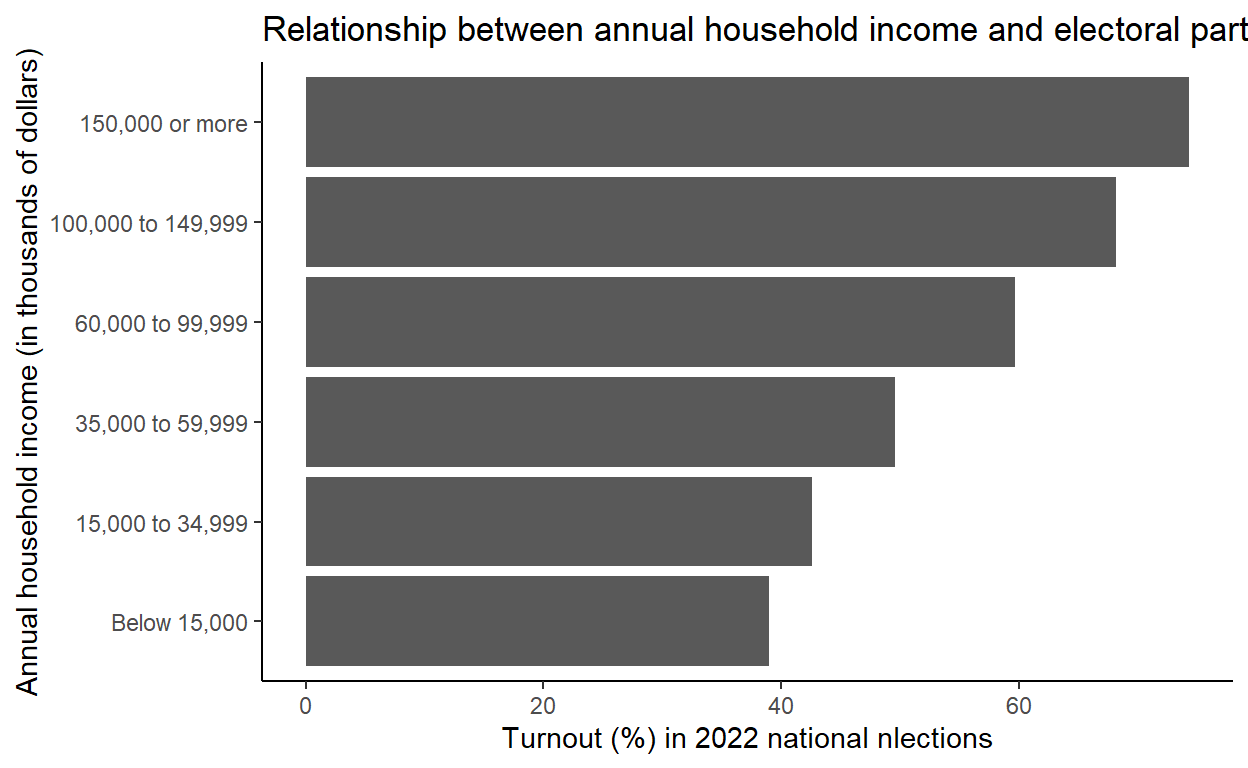 Relationship between annual household income and electoral part
Annual household income (in thousands of dollars)
150,000 or more
100,000 to 149,999
60,000 to 99,999
35,000 to 59,999
15,000 to 34,999
Below 15,000
0 20 40 60
Turnout (%) in 2022 national nlections